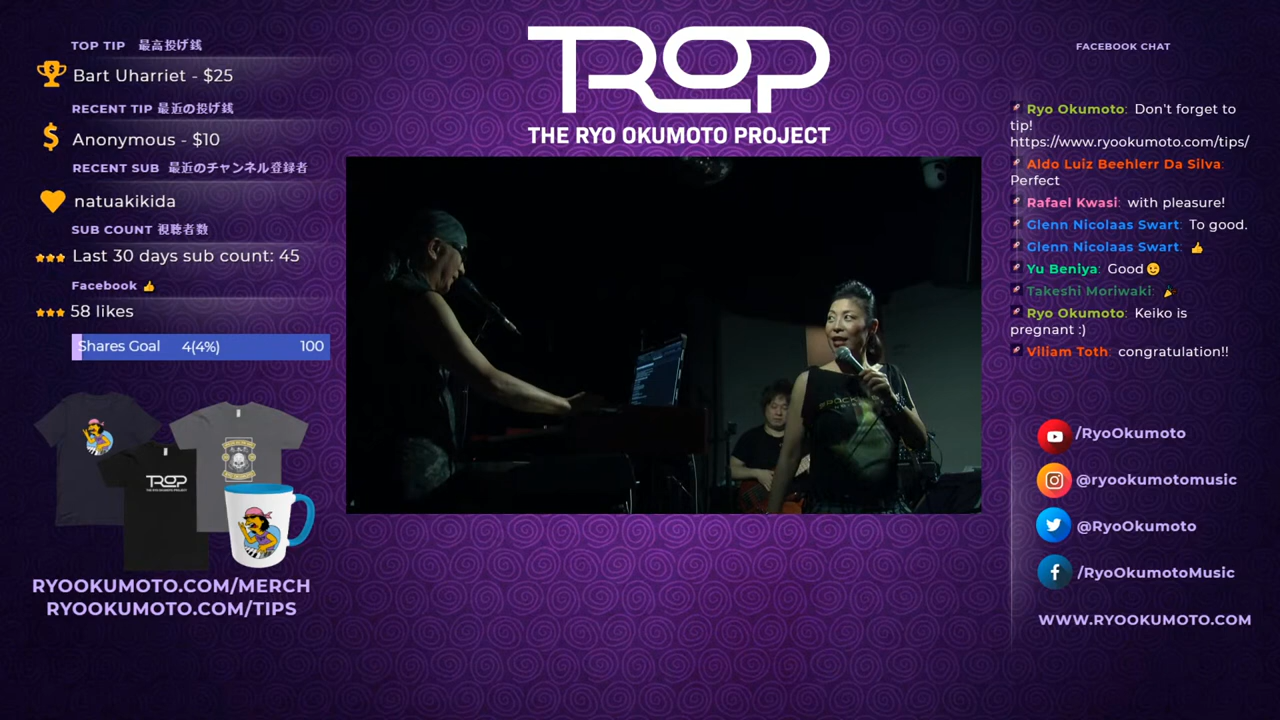 TOP TIP 最高投げ銭
Bart Uharriet - $25
RECENT TIP 最近の投げ銭
Anonymous - $10
RECENT SUB 最近のチャンネル登録者
natuakikida
SUB COUNT 視聴者数
Last 30 days sub count: 45
Facebook 👍
58 likes
Shares Goal 4(4%) 100
TROP
THE RYO OKUMOTO PROJECT
RYOOKUMOTO.COM/MERCH
RYOOKUMOTO.COM/TIPS
TROP
THE RYO OKUMOTO PROJECT
FACEBOOK CHAT
Ryo Okumoto: Don't forget to
tip!
https://www.ryookumoto.com/tips/
Aldo Luiz Beehlerr Da Silva:
Perfect
Rafael Kwasi: with pleasure!
Glenn Nicolaas Swart: To good.
Glenn Nicolaas Swart: 👍
Yu Beniya: Good😉
Takeshi Moriwaki: 🎉
Ryo Okumoto: Keiko is
pregnant :)
Viliam Toth: congratulation!!
/RyoOkumoto
@ryookumotomusic
@RyoOkumoto
/RyoOkumotoMusic
WWW.RYOOKUMOTO.COM